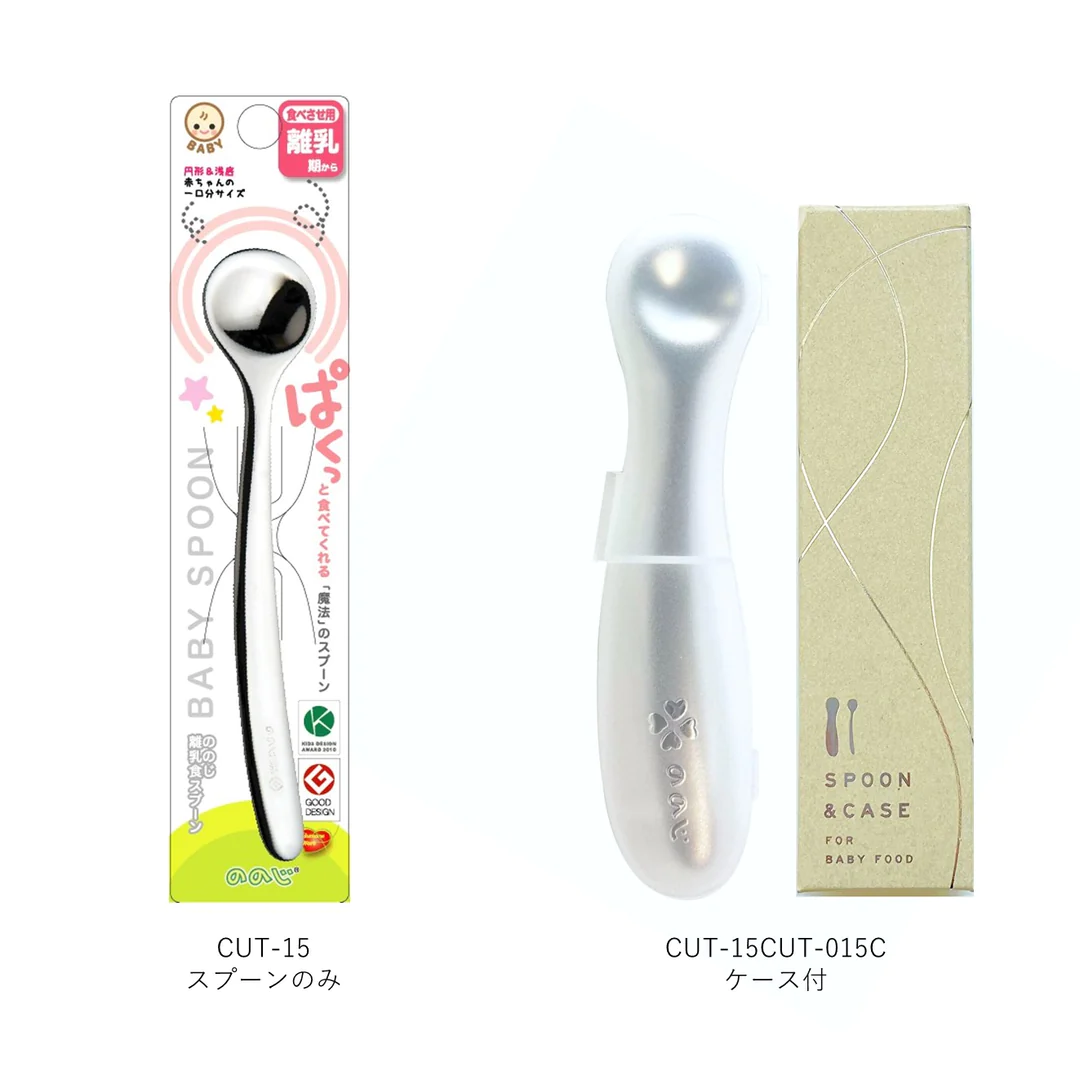 BABY
食べさせ用
離乳
期から
円形&浅底
赤ちゃんの
一口分サイズ
ぱくっと食べてくれる
「魔法」のスプーン
BABY SPOON
ののじ
離乳食スプーン
KIDS DESIGN
AWARD 2010
GOOD
DESIGN
ののじ®
ののじ
SPOON
&CASE
FOR
BABY FOOD
CUT-15
スプーンのみ
CUT-15CUT-015C
ケース付